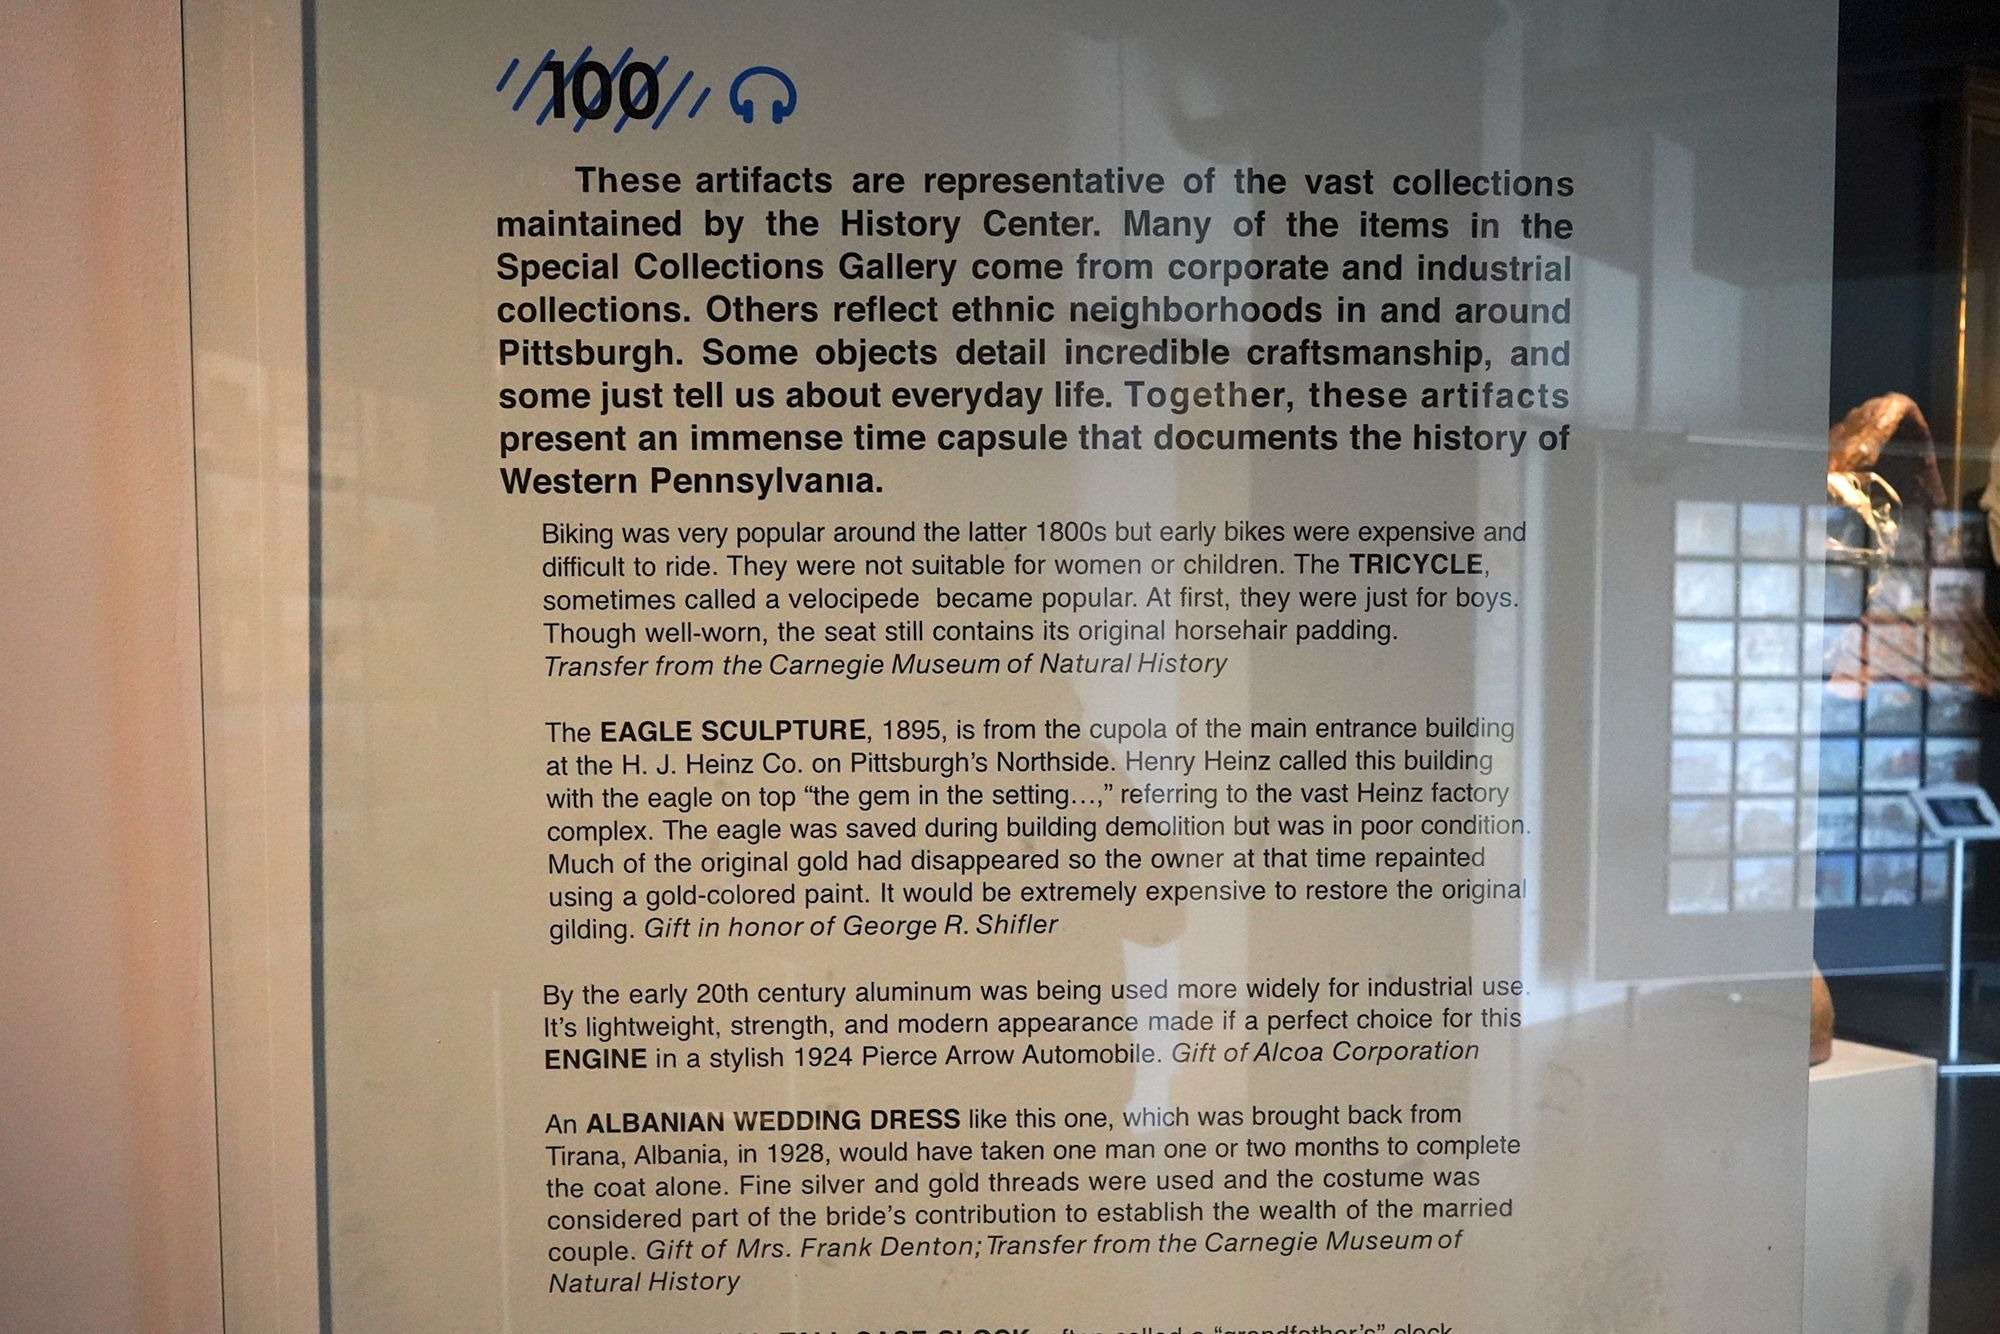 100
These artifacts are representative of the vast collections
maintained by the History Center. Many of the items in the
Special Collections Gallery come from corporate and industrial
collections. Others reflect ethnic neighborhoods in and around
Pittsburgh. Some objects detail incredible craftsmanship, and
some just tell us about everyday life. Together, these artifacts
present an immense time capsule that documents the history of
Western Pennsylvania.
Biking was very popular around the latter 1800s but early bikes were expensive and
difficult to ride. They were not suitable for women or children. The TRICYCLE,
sometimes called a velocipede  became popular. At first, they were just for boys.
Though well-worn, the seat still contains its original horsehair padding.
Transfer from the Carnegie Museum of Natural History
The EAGLE SCULPTURE, 1895, is from the cupola of the main entrance building
at the H. J. Heinz Co. on Pittsburgh’s Northside. Henry Heinz called this building
with the eagle on top “the gem in the setting…,” referring to the vast Heinz factory
complex. The eagle was saved during building demolition but was in poor condition.
Much of the original gold had disappeared so the owner at that time repainted
using a gold-colored paint. It would be extremely expensive to restore the original
gilding. Gift in honor of George R. Shifler
By the early 20th century aluminum was being used more widely for industrial use.
It’s lightweight, strength, and modern appearance made if a perfect choice for this
ENGINE in a stylish 1924 Pierce Arrow Automobile. Gift of Alcoa Corporation
An ALBANIAN WEDDING DRESS like this one, which was brought back from
Tirana, Albania, in 1928, would have taken one man one or two months to complete
the coat alone. Fine silver and gold threads were used and the costume was
considered part of the bride’s contribution to establish the wealth of the married
couple. Gift of Mrs. Frank Denton; Transfer from the Carnegie Museum of
Natural History
TALL CASE CLOCK, often called a “grandfather’s” clock